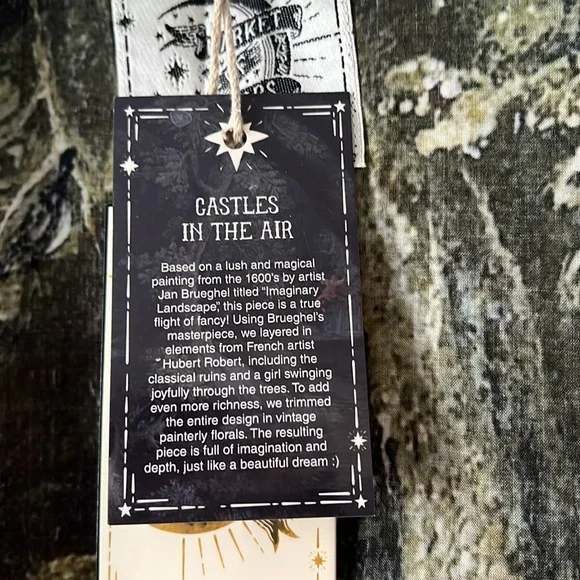 MARKET
CASTLES
IN THE AIR
Based on a lush and magical
painting from the 1600's by artist
Jan Brueghel titled "Imaginary
Landscape," this piece is a true
flight of fancy! Using Brueghel's
masterpiece, we layered in
elements from French artist
Hubert Robert, including the
classical ruins and a girl swinging
joyfully through the trees. To add
even more richness, we trimmed
the entire design in vintage
painterly florals. The resulting
piece is full of imagination and
depth, just like a beautiful dream :)